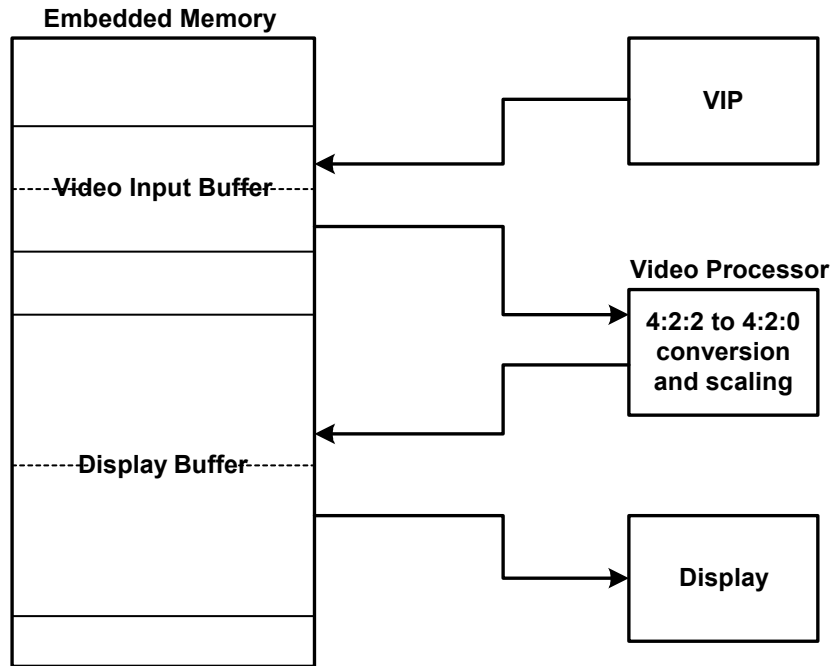 Embedded Memory
VIP
Video Input Buffer
Video Processor
4:2:2 to 4:2:0
conversion
and scaling
Display Buffer
Display